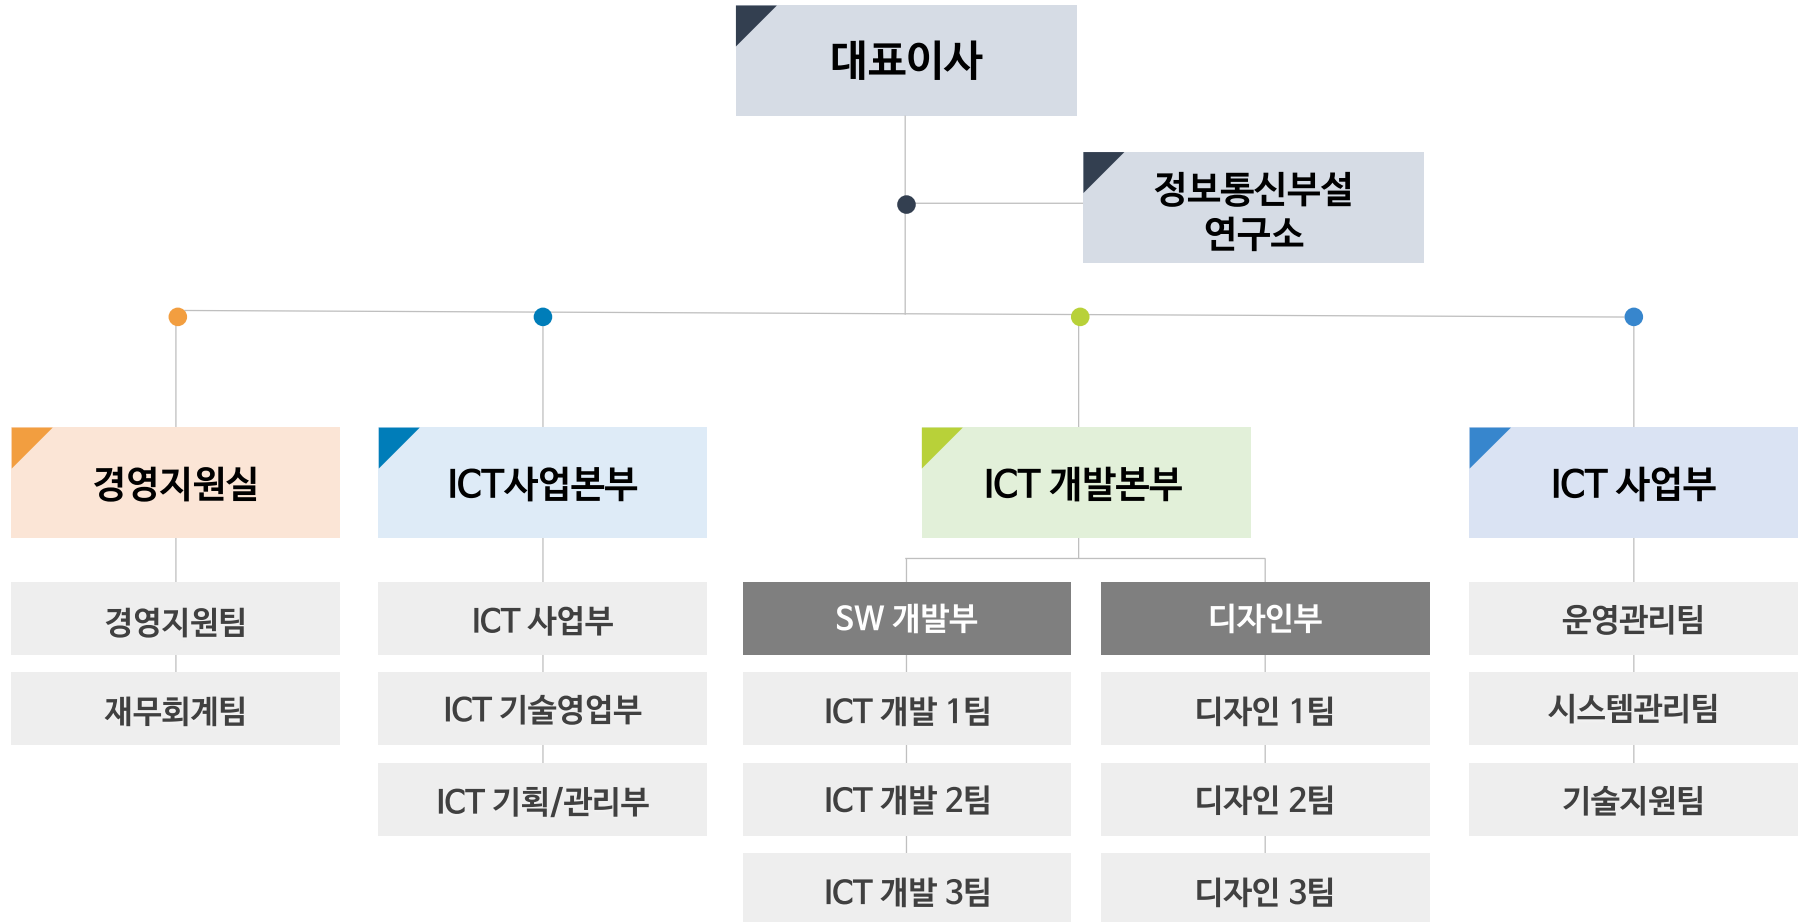 대표이사
정보통신부설
연구소
경영지원실
ICT사업본부
ICT 개발본부
ICT 사업부
경영지원팀
ICT 사업부
SW 개발부
디자인부
운영관리팀
재무회계팀
ICT 기술영업부
ICT 개발 1팀
디자인 1팀
시스템관리팀
ICT 기획/관리부
ICT 개발 2팀
디자인 2팀
기술지원팀
ICT 개발 3팀
디자인 3팀